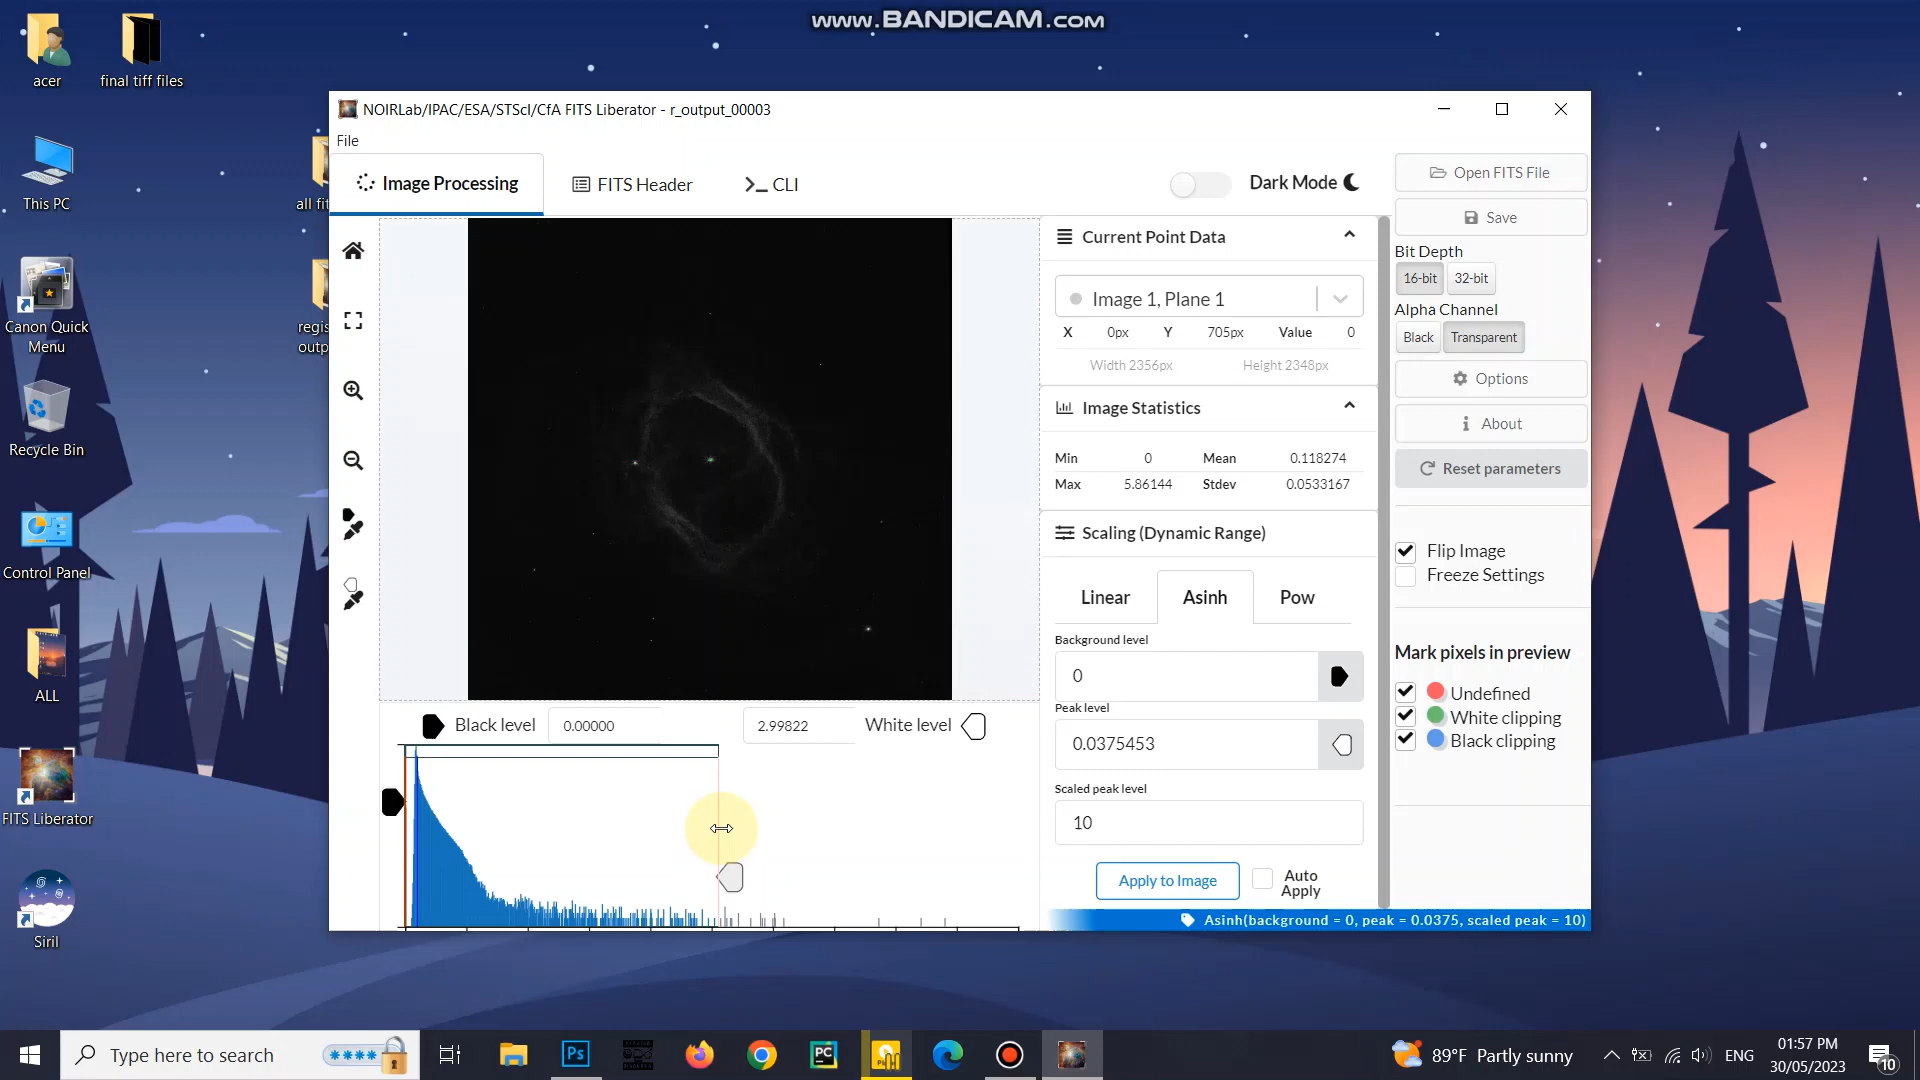 www.BANDICAM.com
acer
final tiff files
This PC
all fit
Canon Quick
Menu
regis
outp
Recycle Bin
Control Panel
ALL
FITS Liberator
Siril
NOIRLab/IPAC/ESA/STScI/CfA FITS Liberator - r_output_00003
File
Image Processing
FITS Header
CLI
Dark Mode
Open FITS File
Save
Bit Depth
16-bit
32-bit
Alpha Channel
Black
Transparent
Options
About
Reset parameters
Flip Image
Freeze Settings
Mark pixels in preview
Undefined
White clipping
Black clipping
Current Point Data
Image 1, Plane 1
X 0px Y 705px Value 0
Width 2356px Height 2348px
Image Statistics
Min 0 Mean 0.118274
Max 5.86144 Stdev 0.0533167
Scaling (Dynamic Range)
Linear
Asinh
Pow
Background level
0
Peak level
0.0375453
Scaled peak level
10
Apply to Image
Auto
Apply
Black level 0.00000
2.99822 White level
Asinh(background = 0, peak = 0.0375, scaled peak = 10)
Type here to search
****
Ps
PC
89°F Partly sunny
ENG
01:57 PM
30/05/2023
10